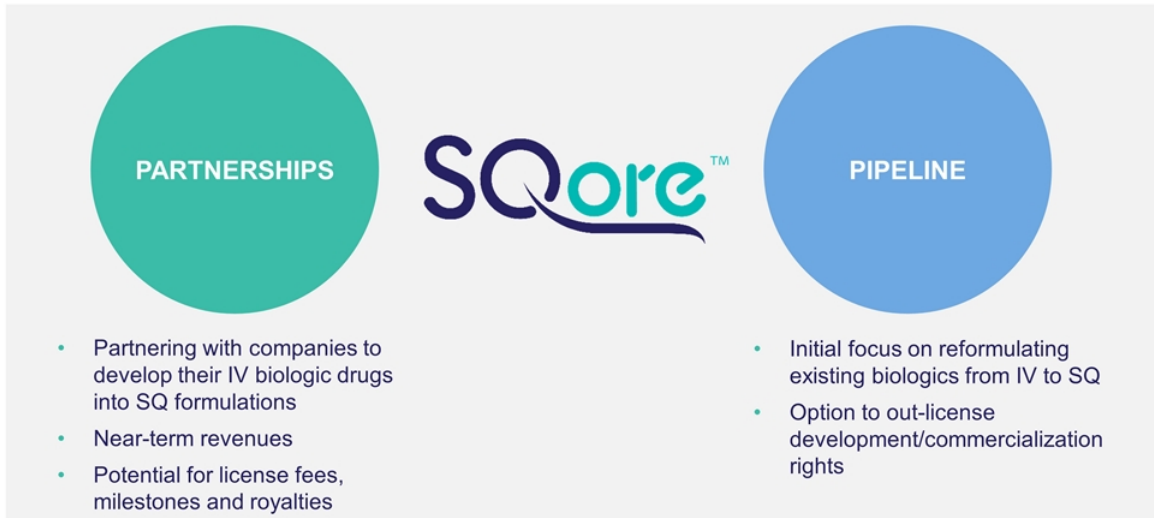 PARTNERSHIPS
SQore™
PIPELINE
• Partnering with companies to
develop their IV biologic drugs
into SQ formulations
• Near-term revenues
• Potential for license fees,
milestones and royalties
• Initial focus on reformulating
existing biologics from IV to SQ
• Option to out-license
development/commercialization
rights